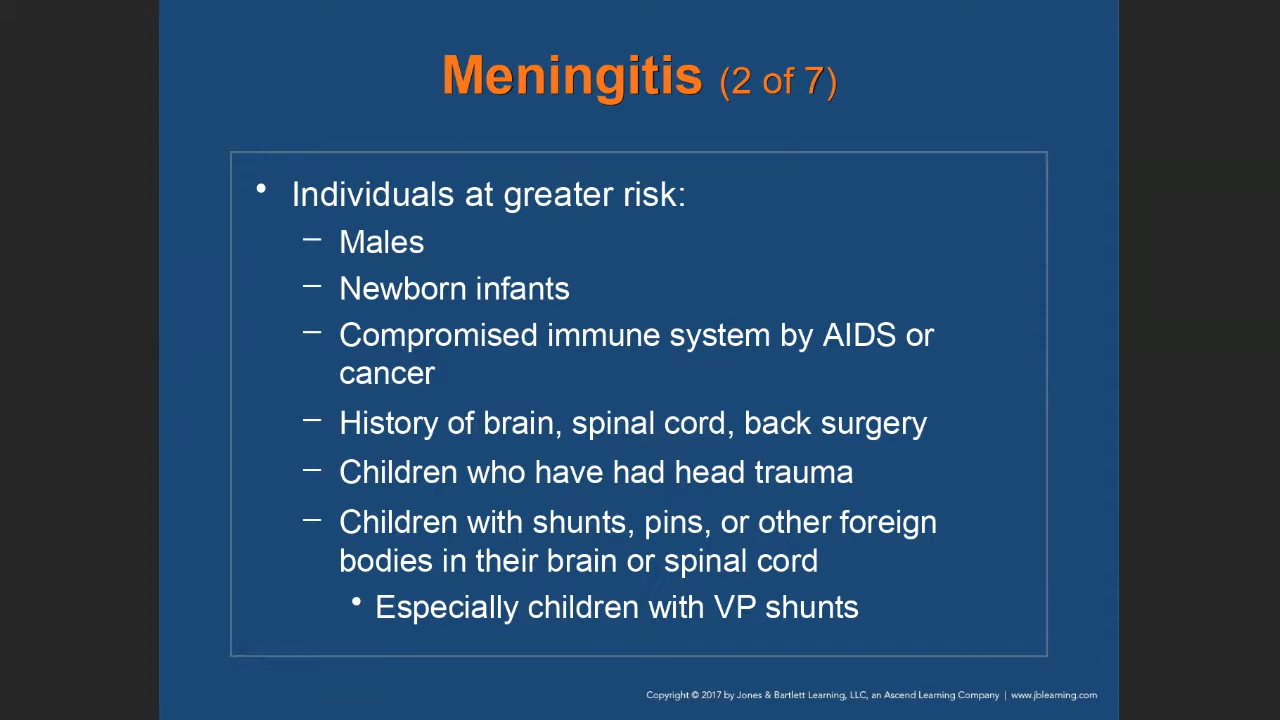 Meningitis (2 of 7)
• Individuals at greater risk:
– Males
– Newborn infants
– Compromised immune system by AIDS or
cancer
– History of brain, spinal cord, back surgery
– Children who have had head trauma
– Children with shunts, pins, or other foreign
bodies in their brain or spinal cord
• Especially children with VP shunts
Copyright © 2017 by Jones & Bartlett Learning, LLC, an Ascend Learning Company | www.jblearning.com